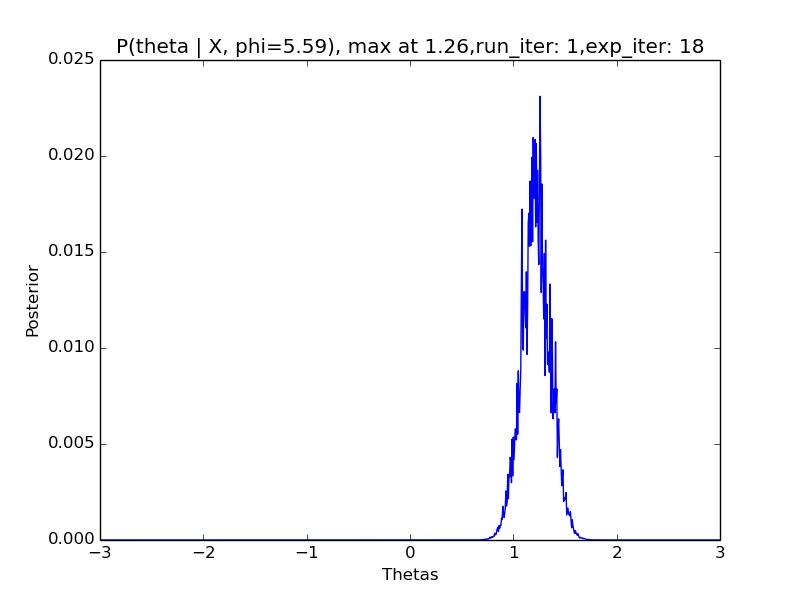 P(theta | X, phi=5.59), max at 1.26,run_iter: 1,exp_iter: 18
0.025
0.020
0.015
0.010
0.005
0.000
Posterior
−3 −2 −1 0 1 2 3
Thetas